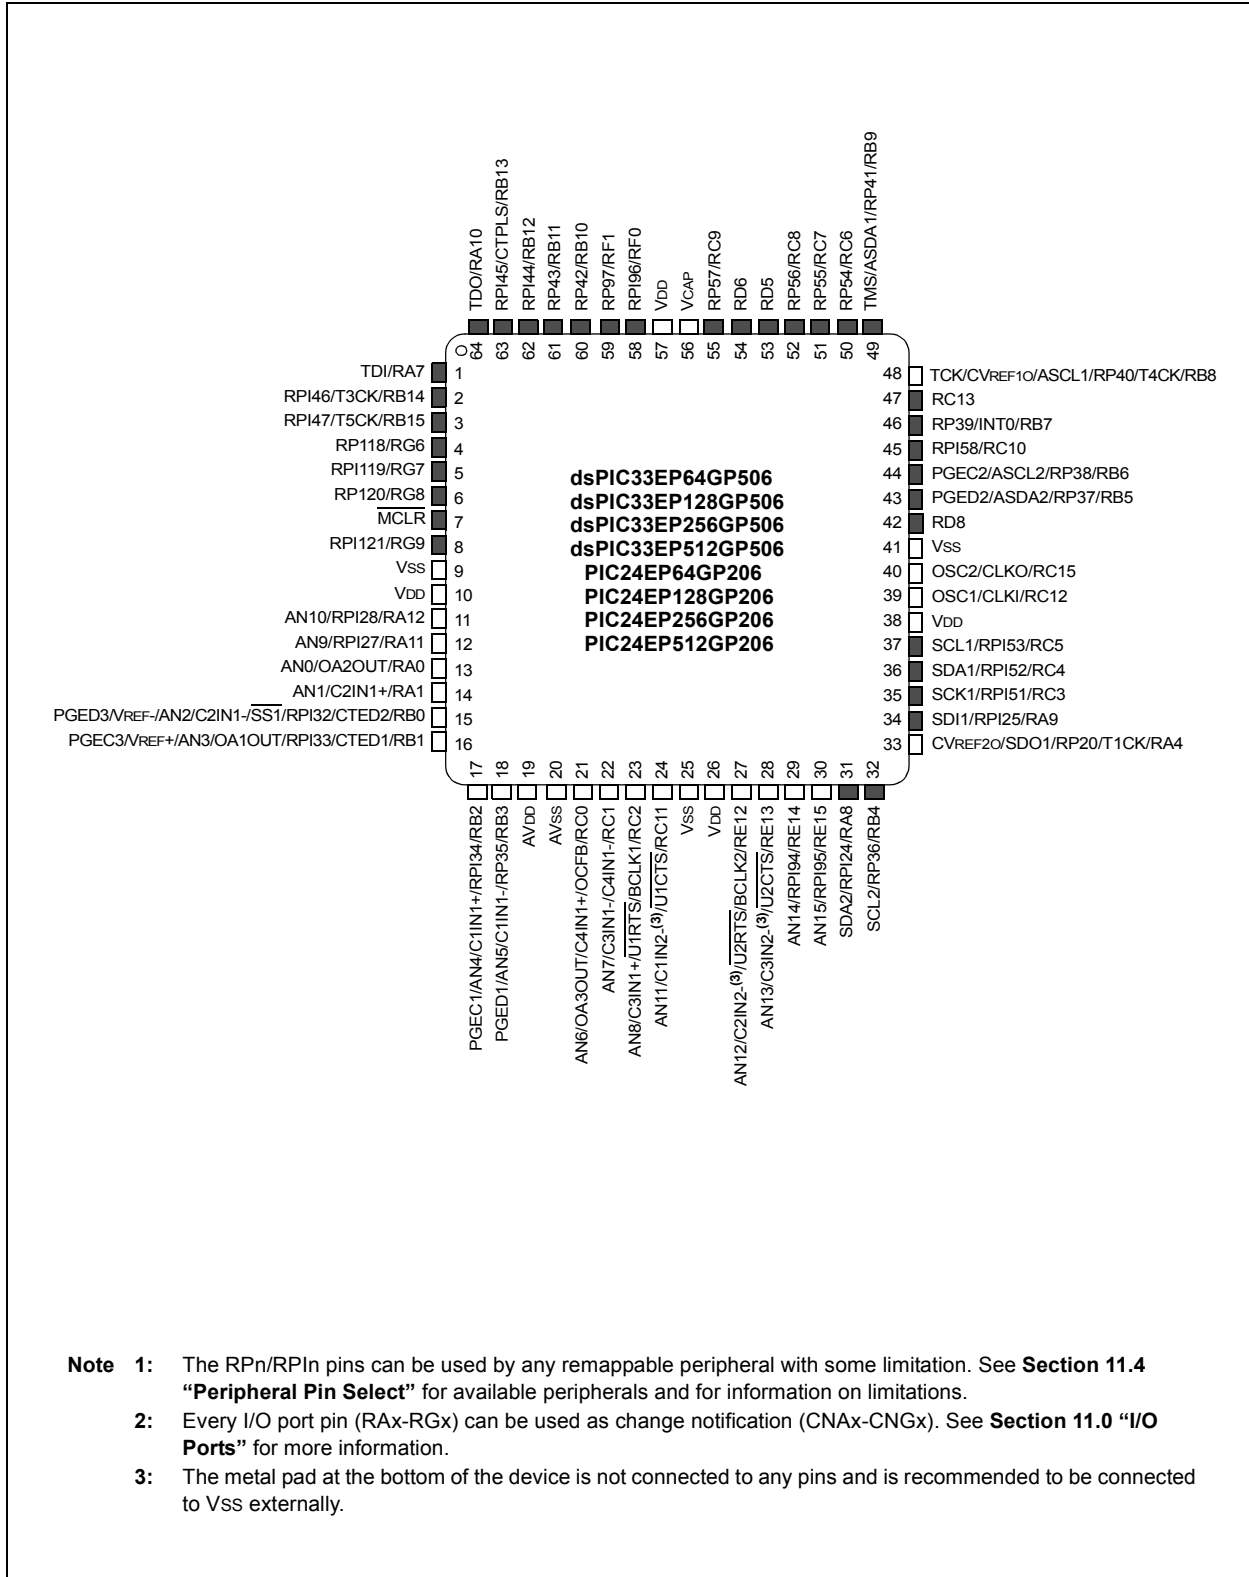 TDO/RA10
RPI45/CTPLS/RB13
RPI44/RB12
RP43/RB11
RP42/RB10
RP97/RF1
RPI96/RF0
VDD
VCAP
RP57/RC9
RD6
RD5
RP56/RC8
RP55/RC7
RP54/RC6
TMS/ASDA1/RP41/RB9
64 63 62 61 60 59 58 57 56 55 54 53 52 51 50 49
TDI/RA7 1
RPI46/T3CK/RB14 2
RPI47/T5CK/RB15 3
RP118/RG6 4
RPI119/RG7 5
RP120/RG8 6
MCLR 7
RPI121/RG9 8
VSS 9
VDD 10
AN10/RPI28/RA12 11
AN9/RPI27/RA11 12
AN0/OA2OUT/RA0 13
AN1/C2IN1+/RA1 14
PGED3/VREF-/AN2/C2IN1-/SS1/RPI32/CTED2/RB0 15
PGEC3/VREF+/AN3/OA1OUT/RPI33/CTED1/RB1 16
dsPIC33EP64GP506
dsPIC33EP128GP506
dsPIC33EP256GP506
dsPIC33EP512GP506
PIC24EP64GP206
PIC24EP128GP206
PIC24EP256GP206
PIC24EP512GP206
48 TCK/CVREF1O/ASCL1/RP40/T4CK/RB8
47 RC13
46 RP39/INT0/RB7
45 RPI58/RC10
44 PGEC2/ASCL2/RP38/RB6
43 PGED2/ASDA2/RP37/RB5
42 RD8
41 VSS
40 OSC2/CLKO/RC15
39 OSC1/CLKI/RC12
38 VDD
37 SCL1/RPI53/RC5
36 SDA1/RPI52/RC4
35 SCK1/RPI51/RC3
34 SDI1/RPI25/RA9
33 CVREF2O/SDO1/RP20/T1CK/RA4
17 18 19 20 21 22 23 24 25 26 27 28 29 30 31 32
PGEC1/AN4/C1IN1+/RPI34/RB2
PGED1/AN5/C1IN1-/RP35/RB3
AVDD
AVSS
AN6/OA3OUT/C4IN1+/OCFB/RC0
AN7/C3IN1-/C4IN1-/RC1
AN8/C3IN1+/U1RTS/BCLK1/RC2
AN11/C1IN2-(3)/U1CTS/RC11
VSS
VDD
AN12/C2IN2-(3)/U2RTS/BCLK2/RE12
AN13/C3IN2-(3)/U2CTS/RE13
AN14/RPI94/RE14
AN15/RPI95/RE15
SDA2/RPI24/RA8
SCL2/RP36/RB4
Note 1: The RPn/RPIn pins can be used by any remappable peripheral with some limitation. See Section 11.4
“Peripheral Pin Select” for available peripherals and for information on limitations.
2: Every I/O port pin (RAx-RGx) can be used as change notification (CNAx-CNGx). See Section 11.0 “I/O
Ports” for more information.
3: The metal pad at the bottom of the device is not connected to any pins and is recommended to be connected
to VSS externally.